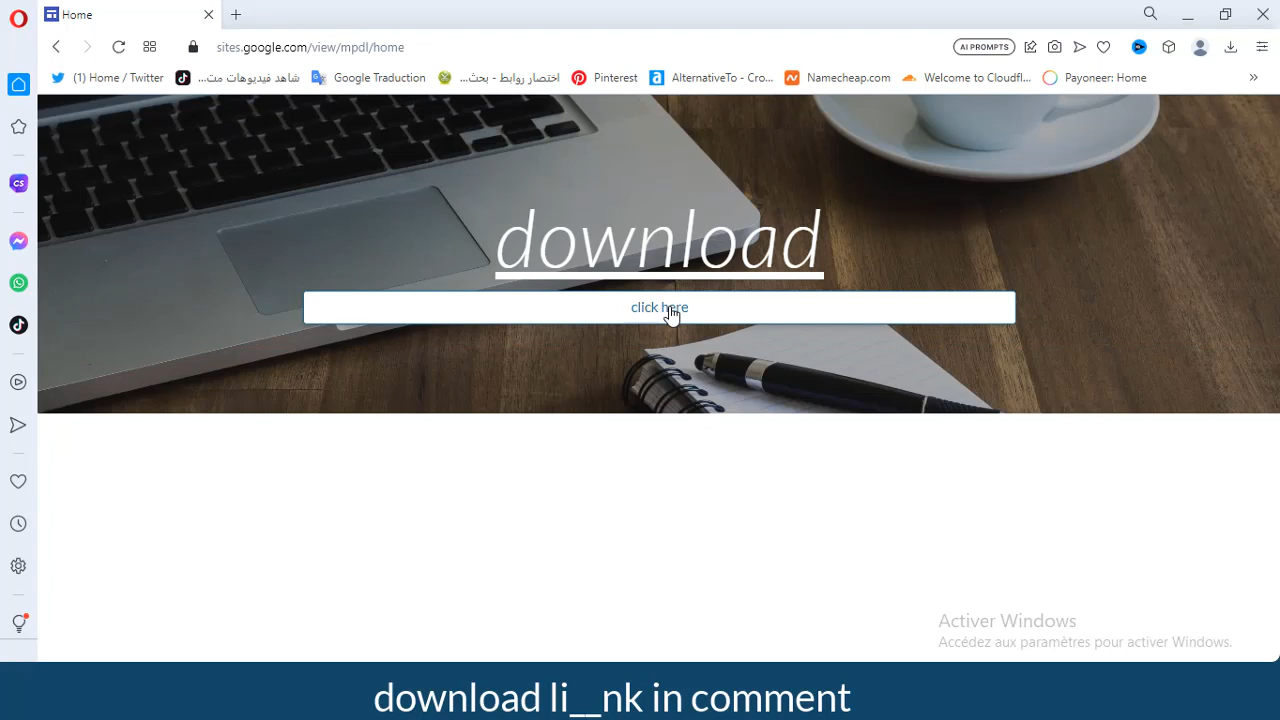 Home
sites.google.com/view/mpdl/home
AI PROMPTS
(1) Home / Twitter
شاهد فيديوهات مت...
Google Traduction
اختصار روابط - بحث...
Pinterest
AlternativeTo - Cro...
Namecheap.com
Welcome to Cloudfl...
Payoneer: Home
CS
download
click here
Activer Windows
Accédez aux paramètres pour activer Windows.
download li__nk in comment